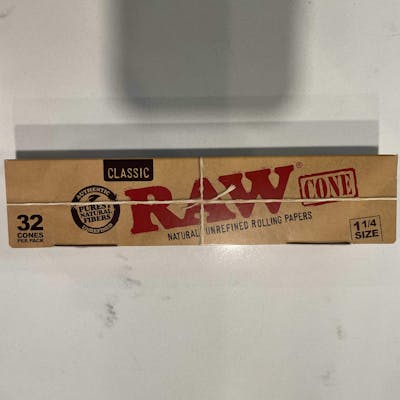 CLASSIC
AUTHENTIC
PUREST
NATURAL
FIBERS
RAW®
CONE
32
CONES
PER PACK
NATURAL UNREFINED ROLLING PAPERS
1 1/4
SIZE